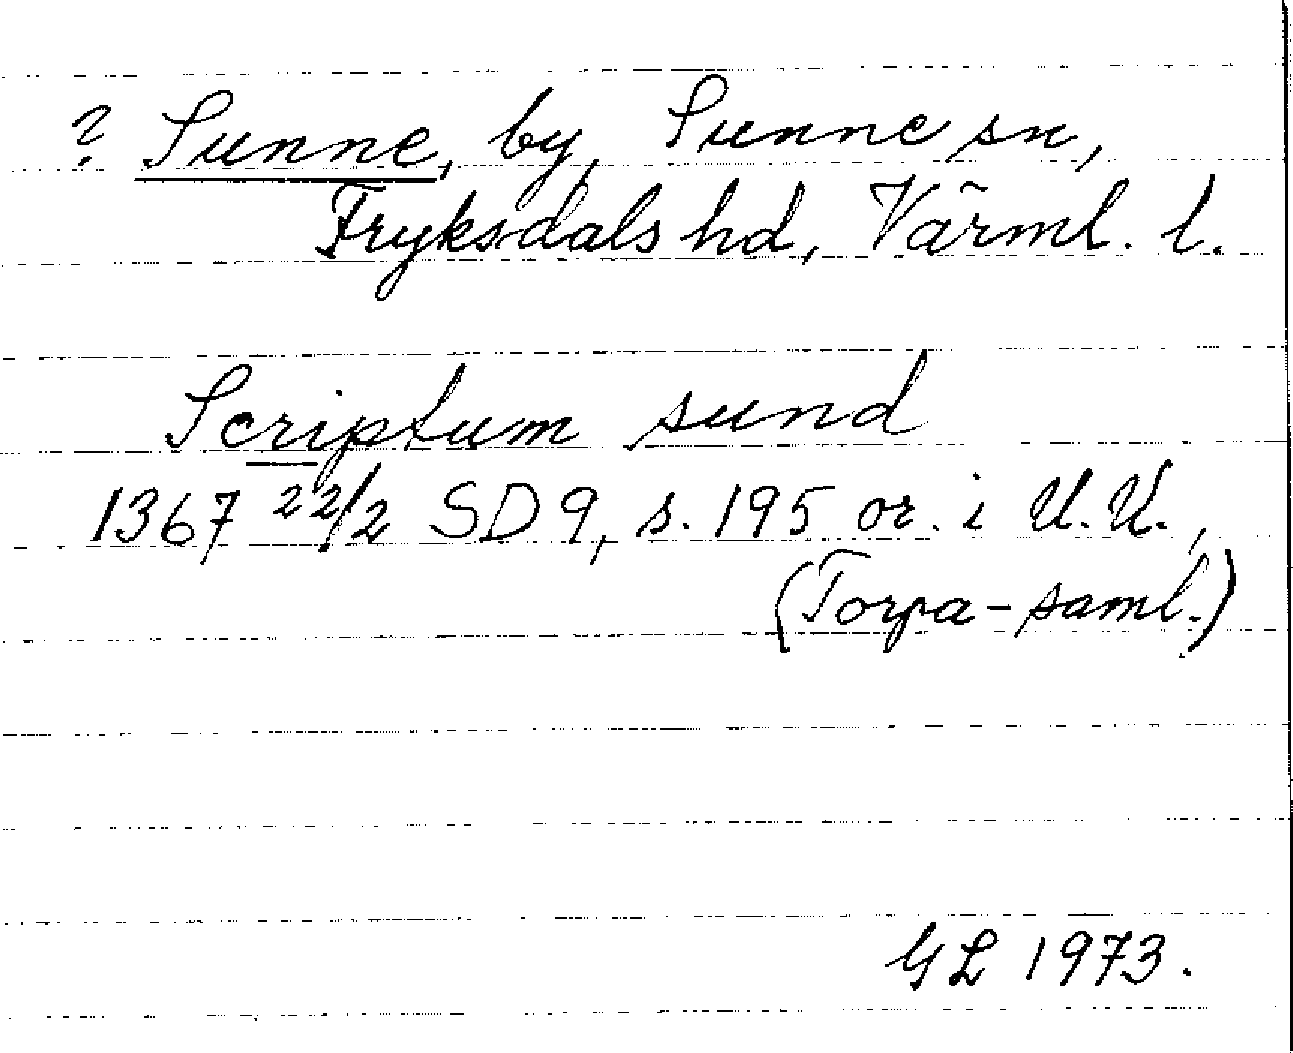 ? Sunne, by, Sunne sn,
Fryksdals hd, Värml. l.
Scriptum sund
1367 22/2 SD 9, s. 195 or. i U.U.,
(Torpa-saml.)
GL 1973.